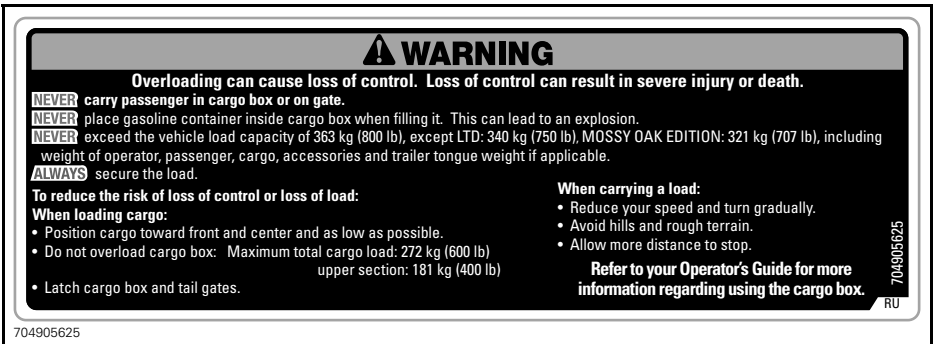 WARNING
Overloading can cause loss of control. Loss of control can result in severe injury or death.
NEVER carry passenger in cargo box or on gate.
NEVER place gasoline container inside cargo box when filling it. This can lead to an explosion.
NEVER exceed the vehicle load capacity of 363 kg (800 lb), except LTD: 340 kg (750 lb), MOSSY OAK EDITION: 321 kg (707 lb), including
weight of operator, passenger, cargo, accessories and trailer tongue weight if applicable.
ALWAYS secure the load.
To reduce the risk of loss of control or loss of load:
When loading cargo:
• Position cargo toward front and center and as low as possible.
• Do not overload cargo box: Maximum total cargo load: 272 kg (600 lb)
upper section: 181 kg (400 lb)
• Latch cargo box and tail gates.
When carrying a load:
• Reduce your speed and turn gradually.
• Avoid hills and rough terrain.
• Allow more distance to stop.
Refer to your Operator's Guide for more
information regarding using the cargo box.
704905625
RU
704905625